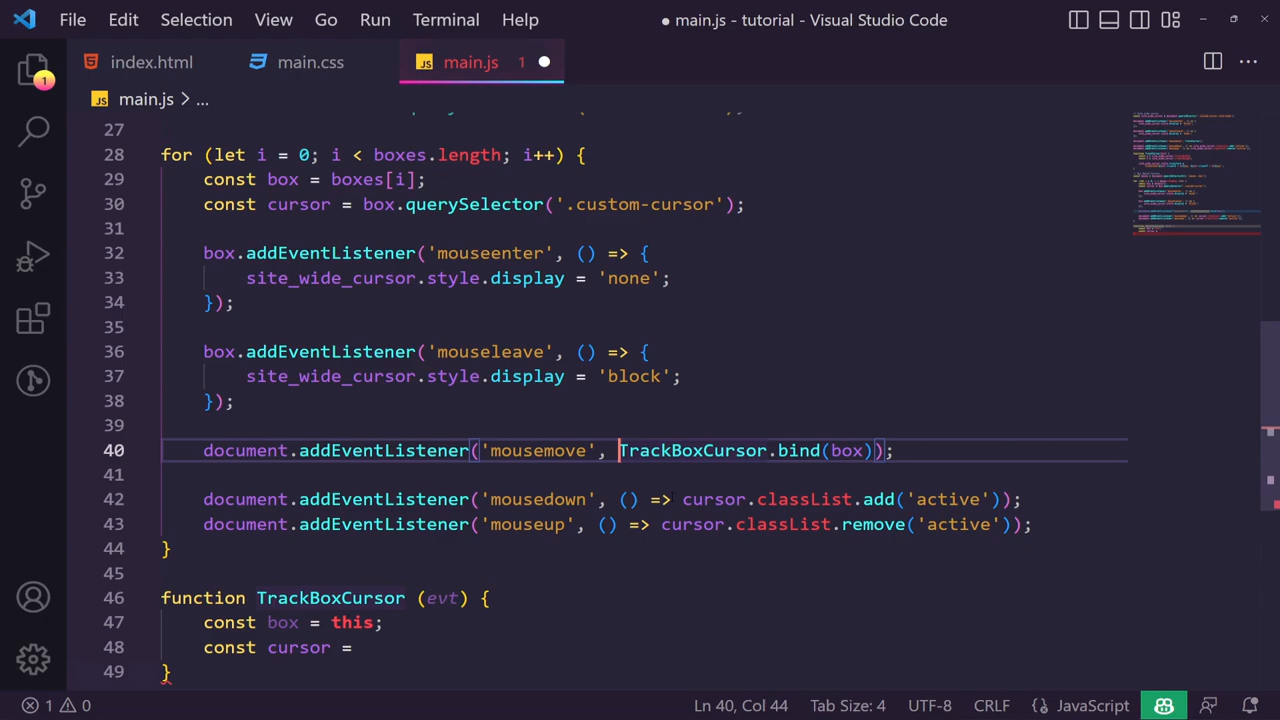 File Edit Selection View Go Run Terminal Help ● main.js - tutorial - Visual Studio Code
1
index.html main.css JS main.js 1
JS main.js > ...
27
28 for (let i = 0; i < boxes.length; i++) {
29 const box = boxes[i];
30 const cursor = box.querySelector('.custom-cursor');
31
32 box.addEventListener('mouseenter', () => {
33 site_wide_cursor.style.display = 'none';
34 });
35
36 box.addEventListener('mouseleave', () => {
37 site_wide_cursor.style.display = 'block';
38 });
39
40 document.addEventListener('mousemove', TrackBoxCursor.bind(box));
41
42 document.addEventListener('mousedown', () => cursor.classList.add('active'));
43 document.addEventListener('mouseup', () => cursor.classList.remove('active'));
44 }
45
46 function TrackBoxCursor (evt) {
47 const box = this;
48 const cursor =
49 }
1 0 Ln 40, Col 44 Tab Size: 4 UTF-8 CRLF JavaScript